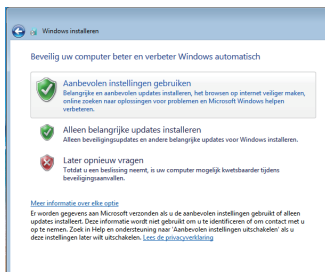 Windows installeren
Beveilig uw computer beter en verbeter Windows automatisch
Aanbevolen instellingen gebruiken
Belangrijke en aanbevolen updates installeren, het browsen op internet veiliger maken,
online zoeken naar oplossingen voor problemen en Microsoft Windows helpen
verbeteren.
Alleen belangrijke updates installeren
Alleen beveiligingsupdates en andere belangrijke updates voor Windows installeren.
Later opnieuw vragen
Totdat u een beslissing neemt, is uw computer mogelijk kwetsbaarder tijdens
beveiligingsaanvallen.
Meer informatie over elke optie
Er worden gegevens aan Microsoft verzonden als u de aanbevolen instellingen gebruikt of alleen
updates installeert. Deze informatie wordt niet gebruikt om u te identificeren of om contact met u
op te nemen. Zoek in Help en ondersteuning naar 'Aanbevolen instellingen uitschakelen' als u
deze instellingen later wilt uitschakelen. Lees de privacyverklaring